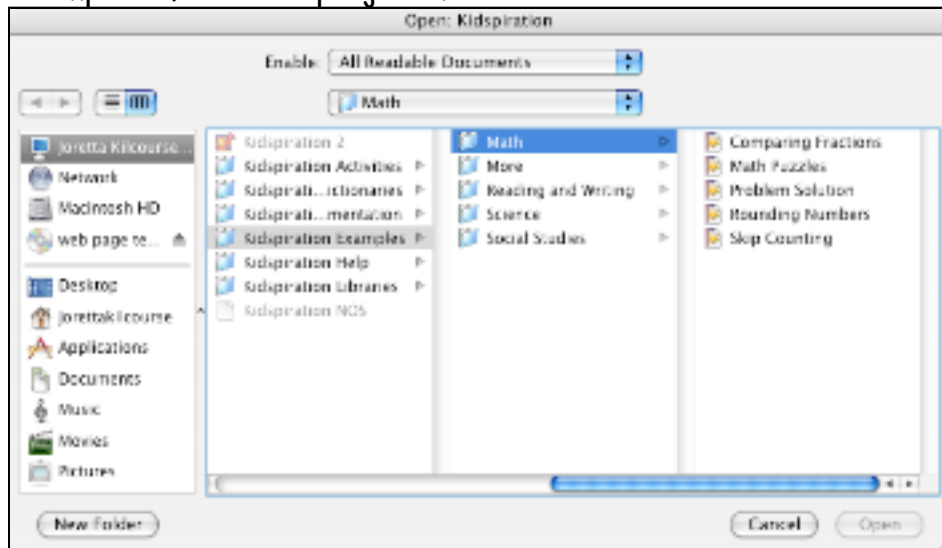 Open: Kidspiration
Enable: All Readable Documents
Math
Joretta Kilcourse...
Network
Macintosh HD
web page te...
Desktop
jorettakilcourse
Applications
Documents
Music
Movies
Pictures
Kidspiration 2
Kidspiration Activities
Kidspirati...ictionaries
Kidspirati...mentation
Kidspiration Examples
Kidspiration Help
Kidspiration Libraries
Kidspiration NOS
Math
More
Reading and Writing
Science
Social Studies
Comparing Fractions
Math Puzzles
Problem Solution
Rounding Numbers
Skip Counting
New Folder
Cancel
Open